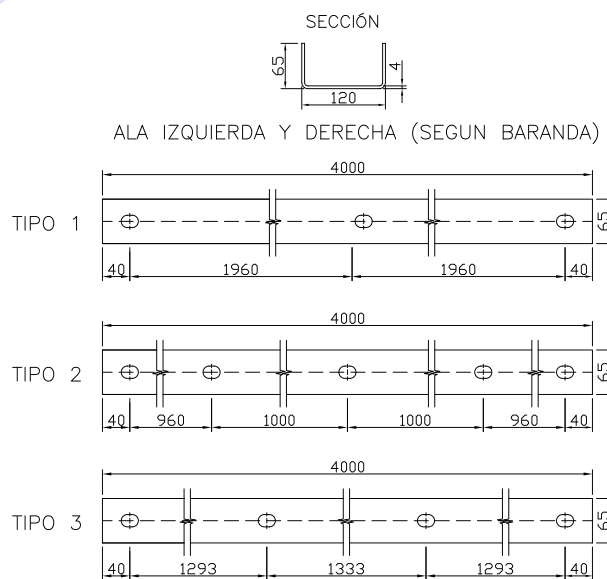 SECCIÓN
65
4
120
ALA IZQUIERDA Y DERECHA (SEGUN BARANDA)
4000
TIPO 1
65
40 1960 1960 40
4000
TIPO 2
65
40 960 1000 1000 960 40
4000
TIPO 3
65
40 1293 1333 1293 40